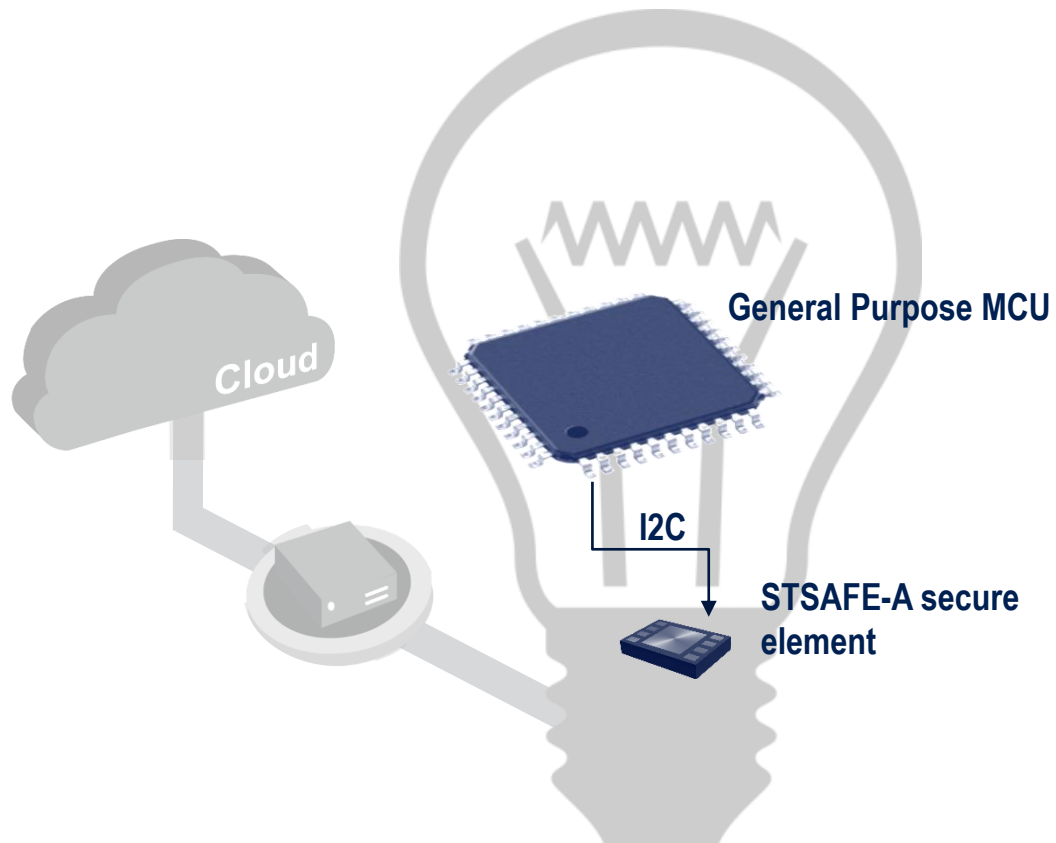 General Purpose MCU
Cloud
I2C
STSAFE-A secure
element